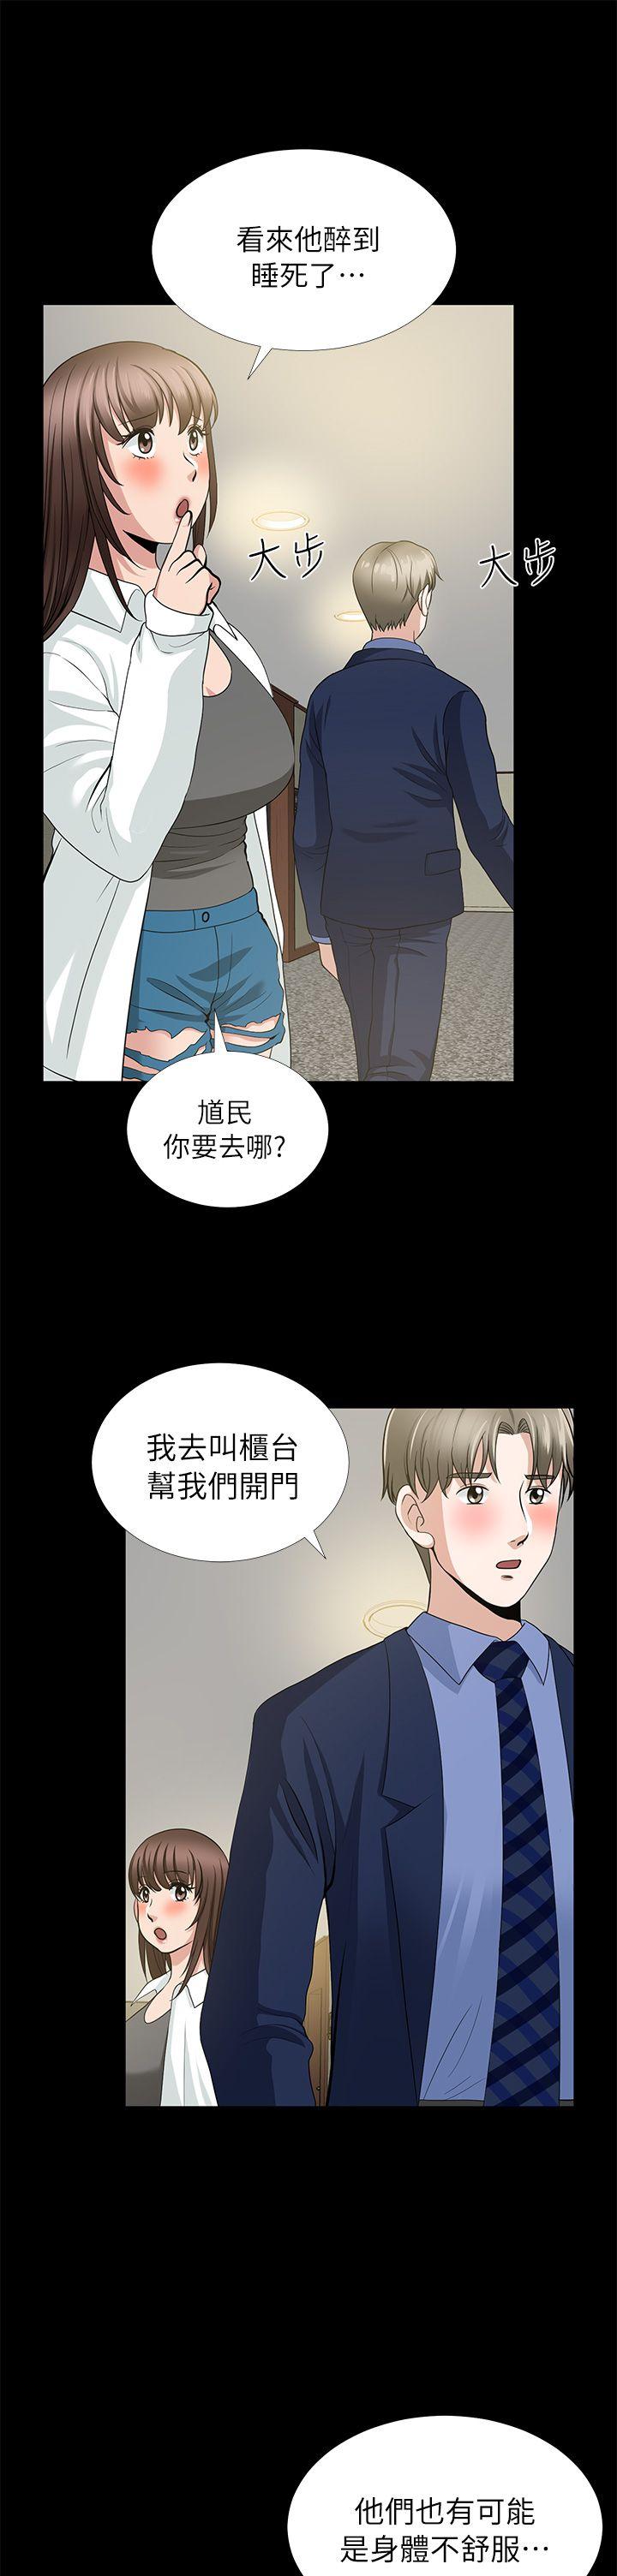 看來他醉到
睡死了⋯
大步
大步
馗民
你要去哪?
我去叫櫃台
幫我們開門
他們也有可能
是身體不舒服⋯